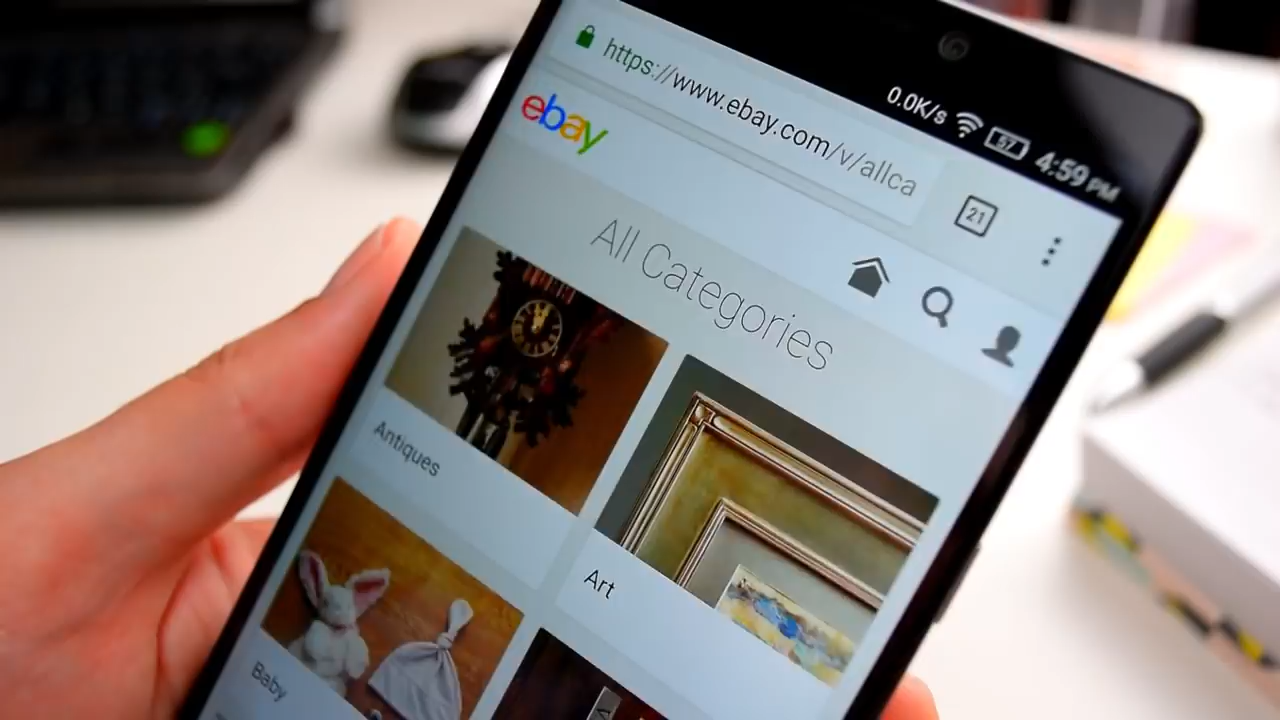 0.0K/s 57 4:59 PM
https://www.ebay.com/v/allca
21
ebay
All Categories
Antiques
Art
Baby